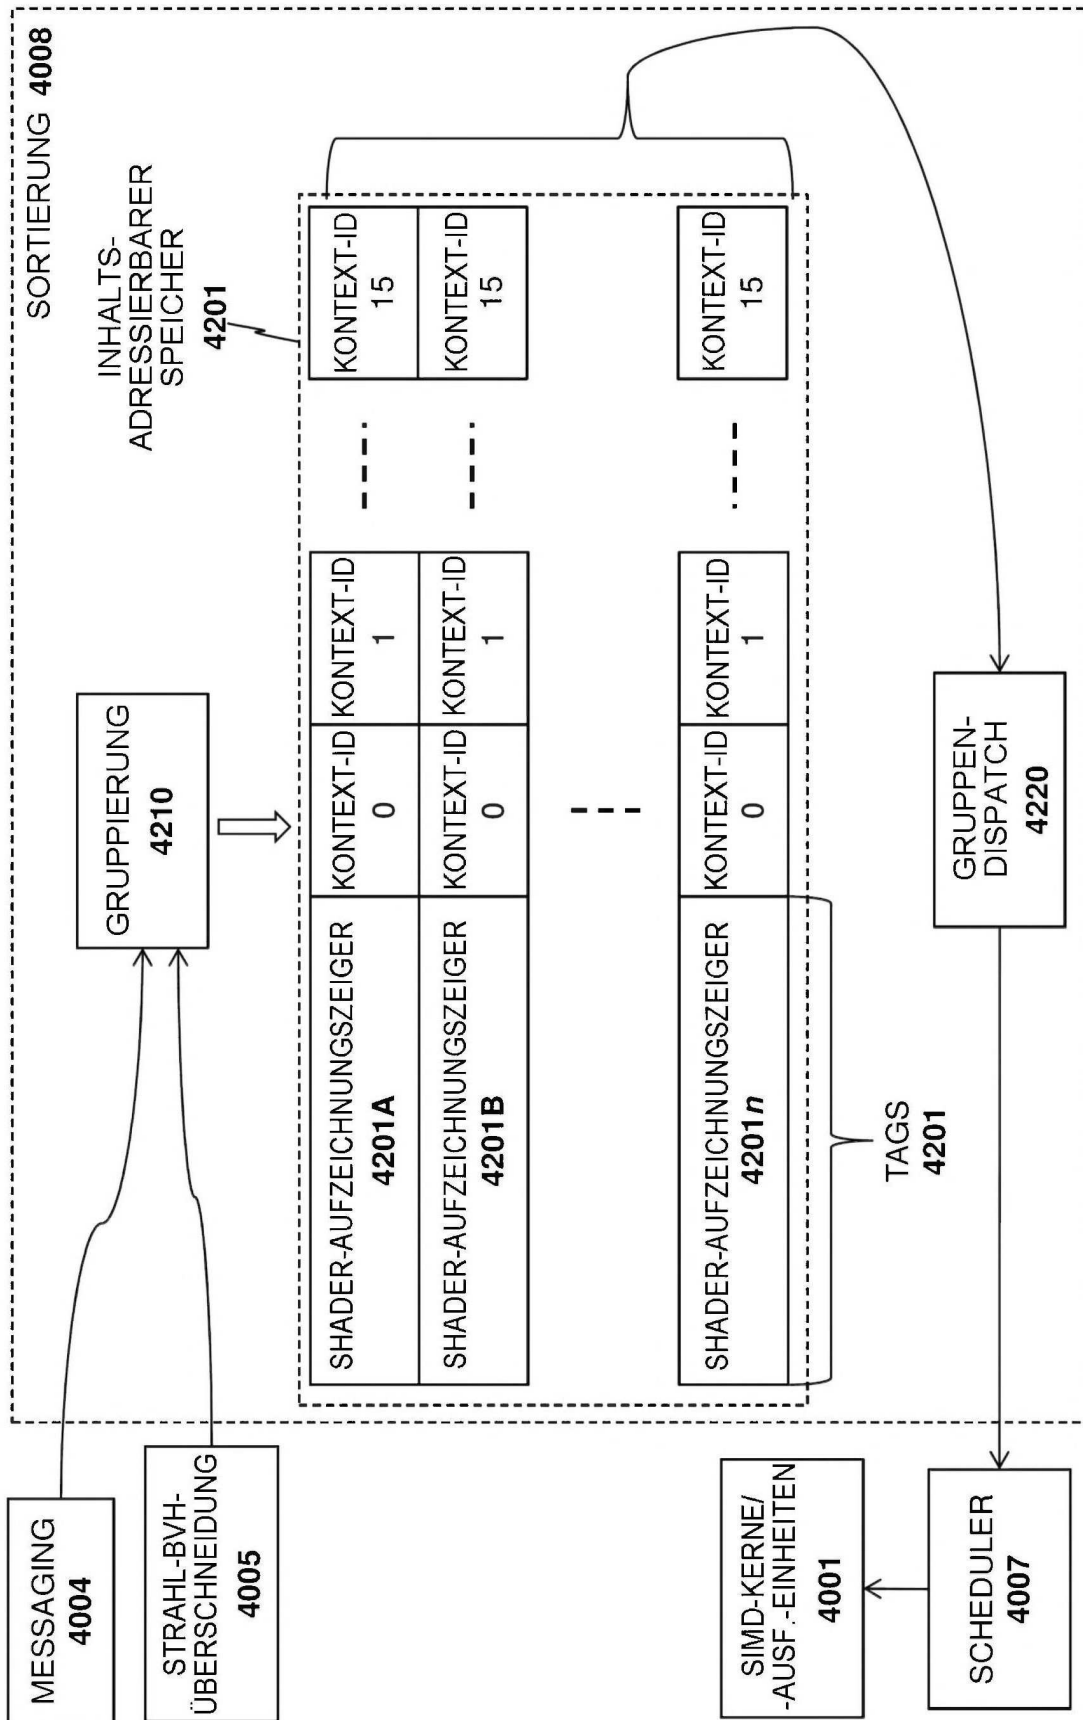 SORTIERUNG 4008
MESSAGING
4004
STRAHL-BVH-
ÜBERSCHNEIDUNG
4005
GRUPPIERUNG
4210
INHALTS-
ADRESSIERBARER
SPEICHER
4201
SHADER-AUFZEICHNUNGSZEIGER
4201A
KONTEXT-ID
0
KONTEXT-ID
1
KONTEXT-ID
15
SHADER-AUFZEICHNUNGSZEIGER
4201B
KONTEXT-ID
0
KONTEXT-ID
1
KONTEXT-ID
15
SHADER-AUFZEICHNUNGSZEIGER
4201n
KONTEXT-ID
0
KONTEXT-ID
1
KONTEXT-ID
15
TAGS
4201
SIMD-KERNE/
-AUSF.-EINHEITEN
4001
SCHEDULER
4007
GRUPPEN-
DISPATCH
4220